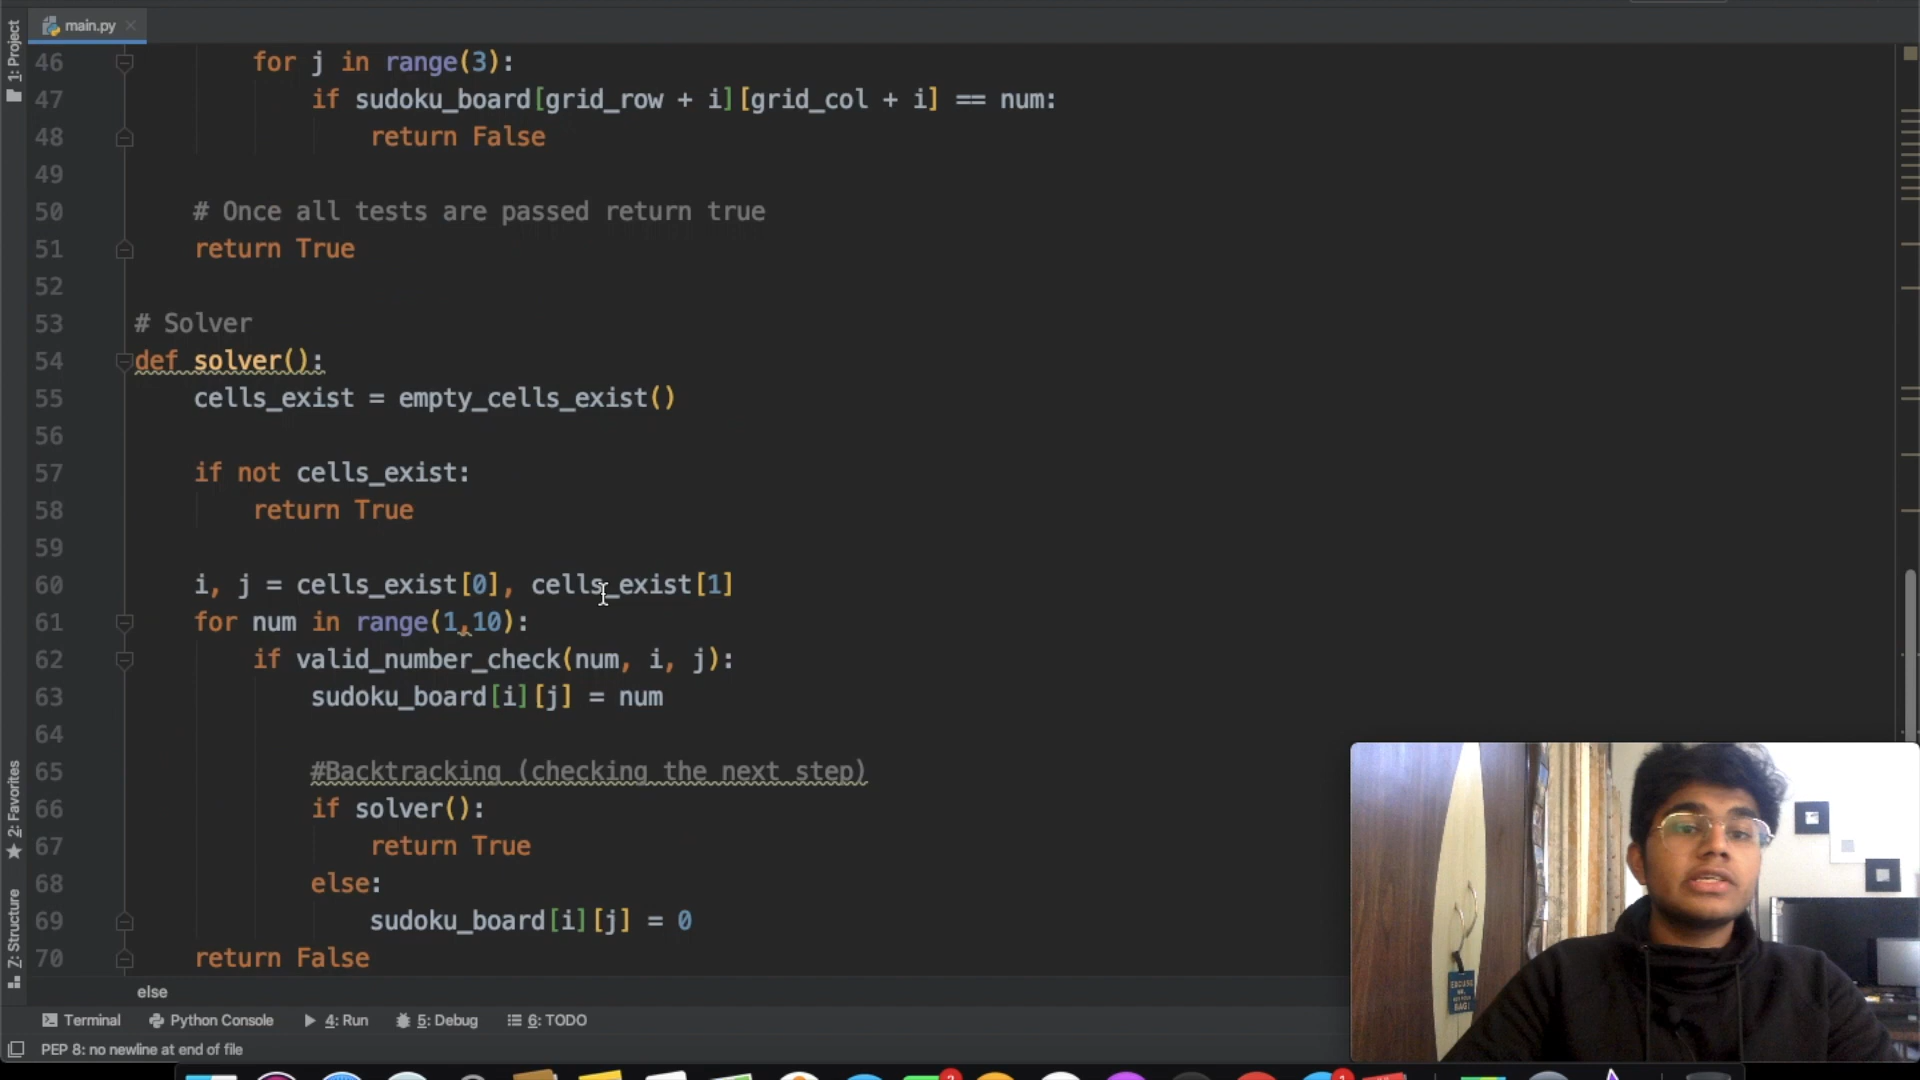 main.py
1: Project
46 for j in range(3):
47 if sudoku_board[grid_row + i][grid_col + i] == num:
48 return False
49
50 # Once all tests are passed return true
51 return True
52
53 # Solver
54 def solver():
55 cells_exist = empty_cells_exist()
56
57 if not cells_exist:
58 return True
59
60 i, j = cells_exist[0], cells_exist[1]
61 for num in range(1,10):
62 if valid_number_check(num, i, j):
63 sudoku_board[i][j] = num
64
65 #Backtracking (checking the next step)
66 if solver():
67 return True
68 else:
69 sudoku_board[i][j] = 0
70 return False
2: Favorites
Z: Structure
else
Terminal Python Console 4: Run 5: Debug 6: TODO
PEP 8: no newline at end of file